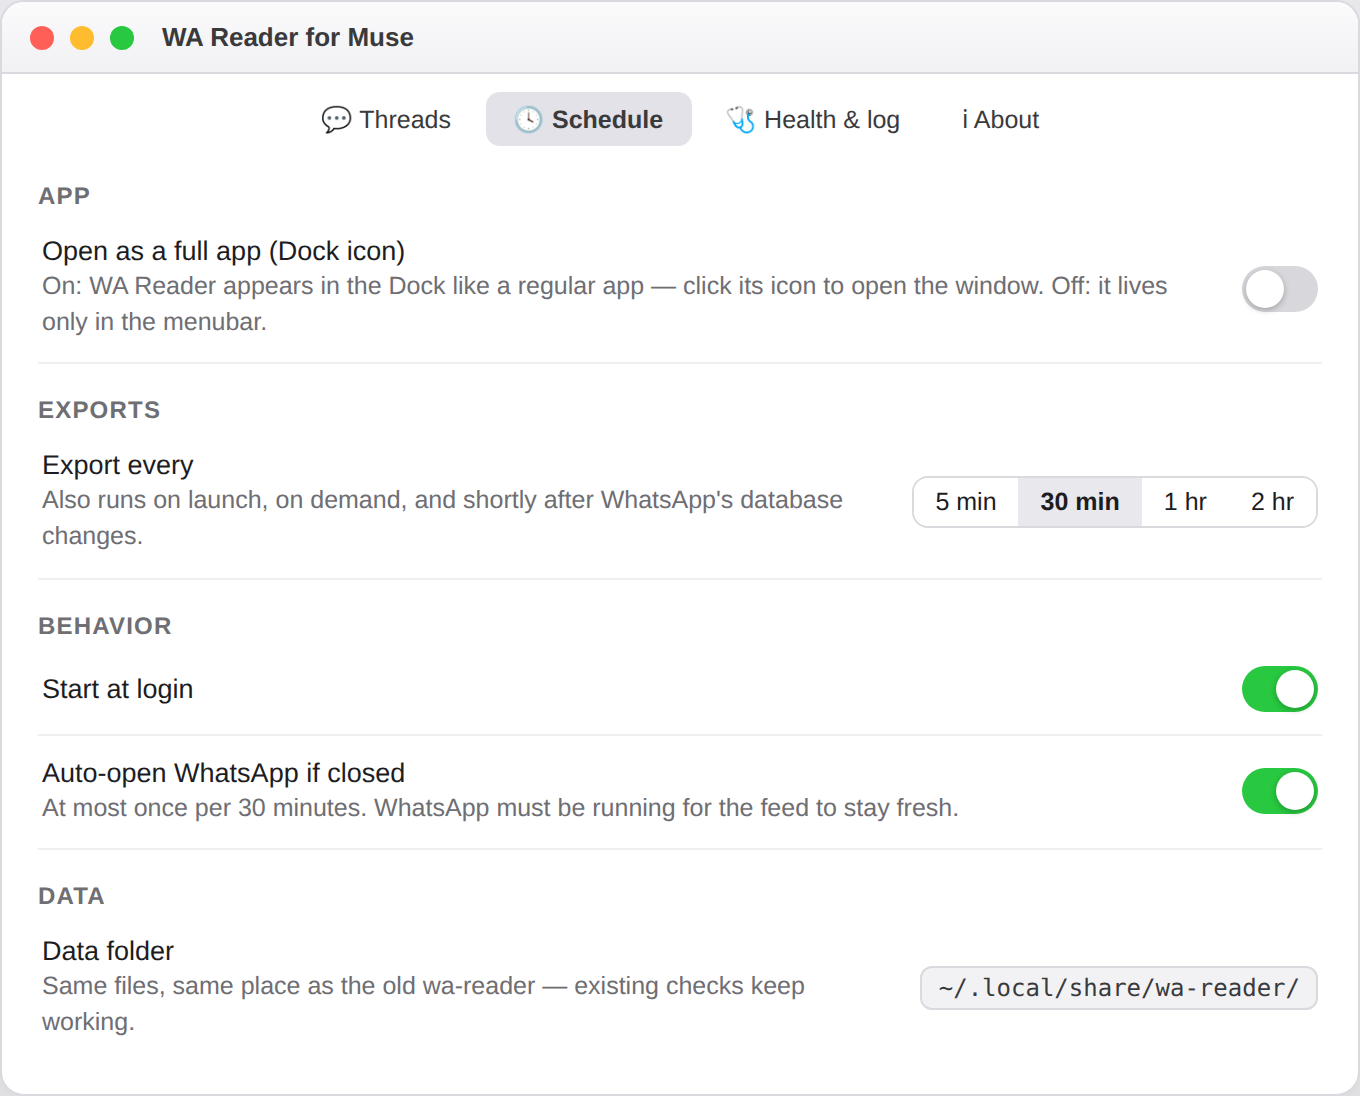 WA Reader for Muse
💬 Threads
🕓 Schedule
🩺 Health & log
i About
APP
Open as a full app (Dock icon)
On: WA Reader appears in the Dock like a regular app — click its icon to open the window. Off: it lives
only in the menubar.
EXPORTS
Export every
Also runs on launch, on demand, and shortly after WhatsApp's database
changes.
5 min
30 min
1 hr
2 hr
BEHAVIOR
Start at login
Auto-open WhatsApp if closed
At most once per 30 minutes. WhatsApp must be running for the feed to stay fresh.
DATA
Data folder
Same files, same place as the old wa-reader — existing checks keep
working.
~/.local/share/wa-reader/